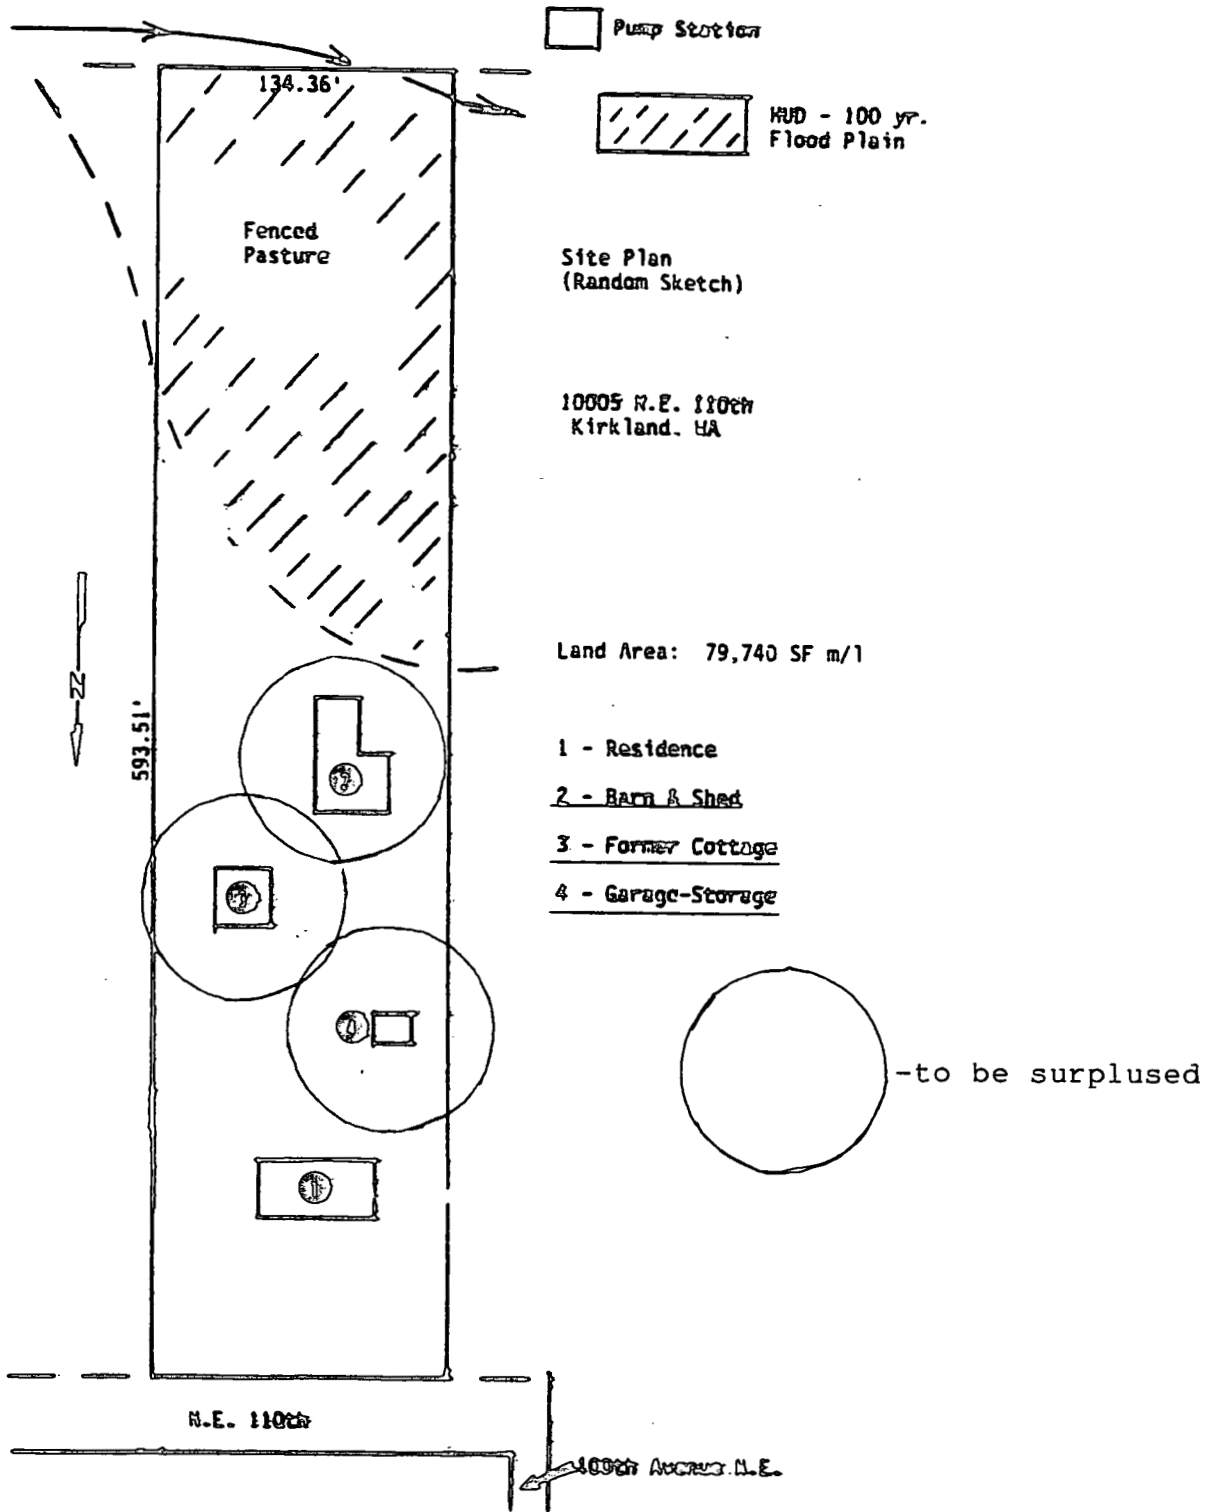 Pump Station
134.36'
HUD - 100 yr.
Flood Plain
Fenced
Pasture
Site Plan
(Random Sketch)
10005 N.E. 110th
Kirkland. WA
Land Area: 79,740 SF m/l
N
593.51'
1 - Residence
2 - Barn & Shed
3 - Former Cottage
4 - Garage-Storage
4
-to be surplused
1
N.E. 110th
100th Avenue N.E.